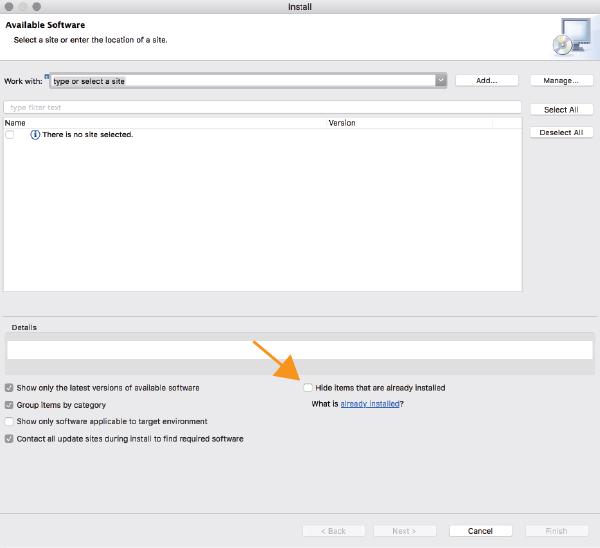 Install
Available Software
Select a site or enter the location of a site.
Work with: type or select a site Add... Manage...
type filter text Select All
Name Version
There is no site selected. Deselect All
Details
Show only the latest versions of available software Hide items that are already installed
Group items by category What is already installed?
Show only software applicable to target environment
Contact all update sites during install to find required software
< Back Next > Cancel Finish